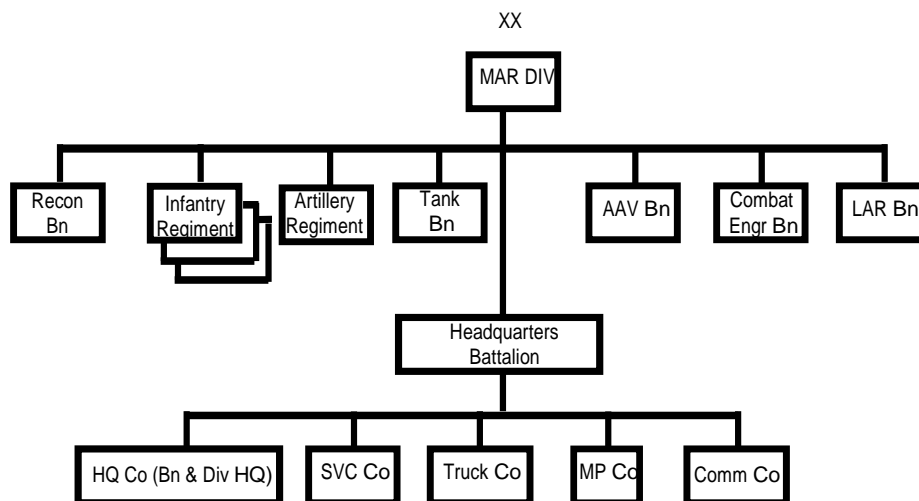 XX
MAR DIV
Recon
Bn
Infantry
Regiment
Artillery
Regiment
Tank
Bn
AAV Bn
Combat
Engr Bn
LAR Bn
Headquarters
Battalion
HQ Co (Bn & Div HQ)
SVC Co
Truck Co
MP Co
Comm Co